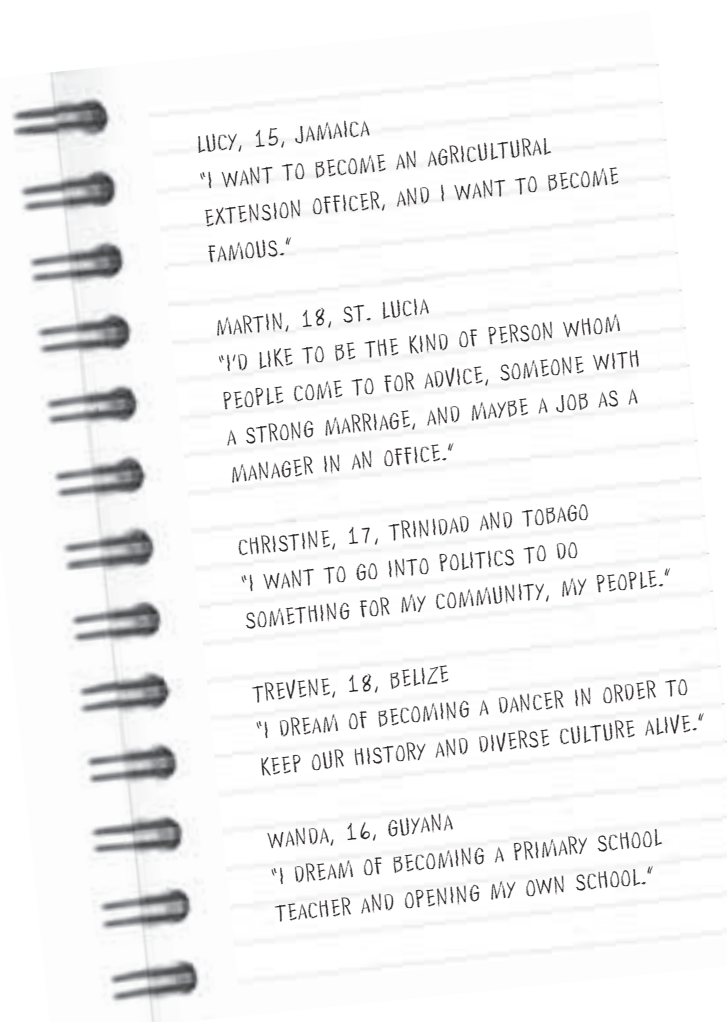 LUCY, 15, JAMAICA
"I WANT TO BECOME AN AGRICULTURAL
EXTENSION OFFICER, AND I WANT TO BECOME
FAMOUS."
MARTIN, 18, ST. LUCIA
"I'D LIKE TO BE THE KIND OF PERSON WHOM
PEOPLE COME TO FOR ADVICE, SOMEONE WITH
A STRONG MARRIAGE, AND MAYBE A JOB AS A
MANAGER IN AN OFFICE."
CHRISTINE, 17, TRINIDAD AND TOBAGO
"I WANT TO GO INTO POLITICS TO DO
SOMETHING FOR MY COMMUNITY, MY PEOPLE."
TREVENE, 18, BELIZE
"I DREAM OF BECOMING A DANCER IN ORDER TO
KEEP OUR HISTORY AND DIVERSE CULTURE ALIVE."
WANDA, 16, GUYANA
"I DREAM OF BECOMING A PRIMARY SCHOOL
TEACHER AND OPENING MY OWN SCHOOL."